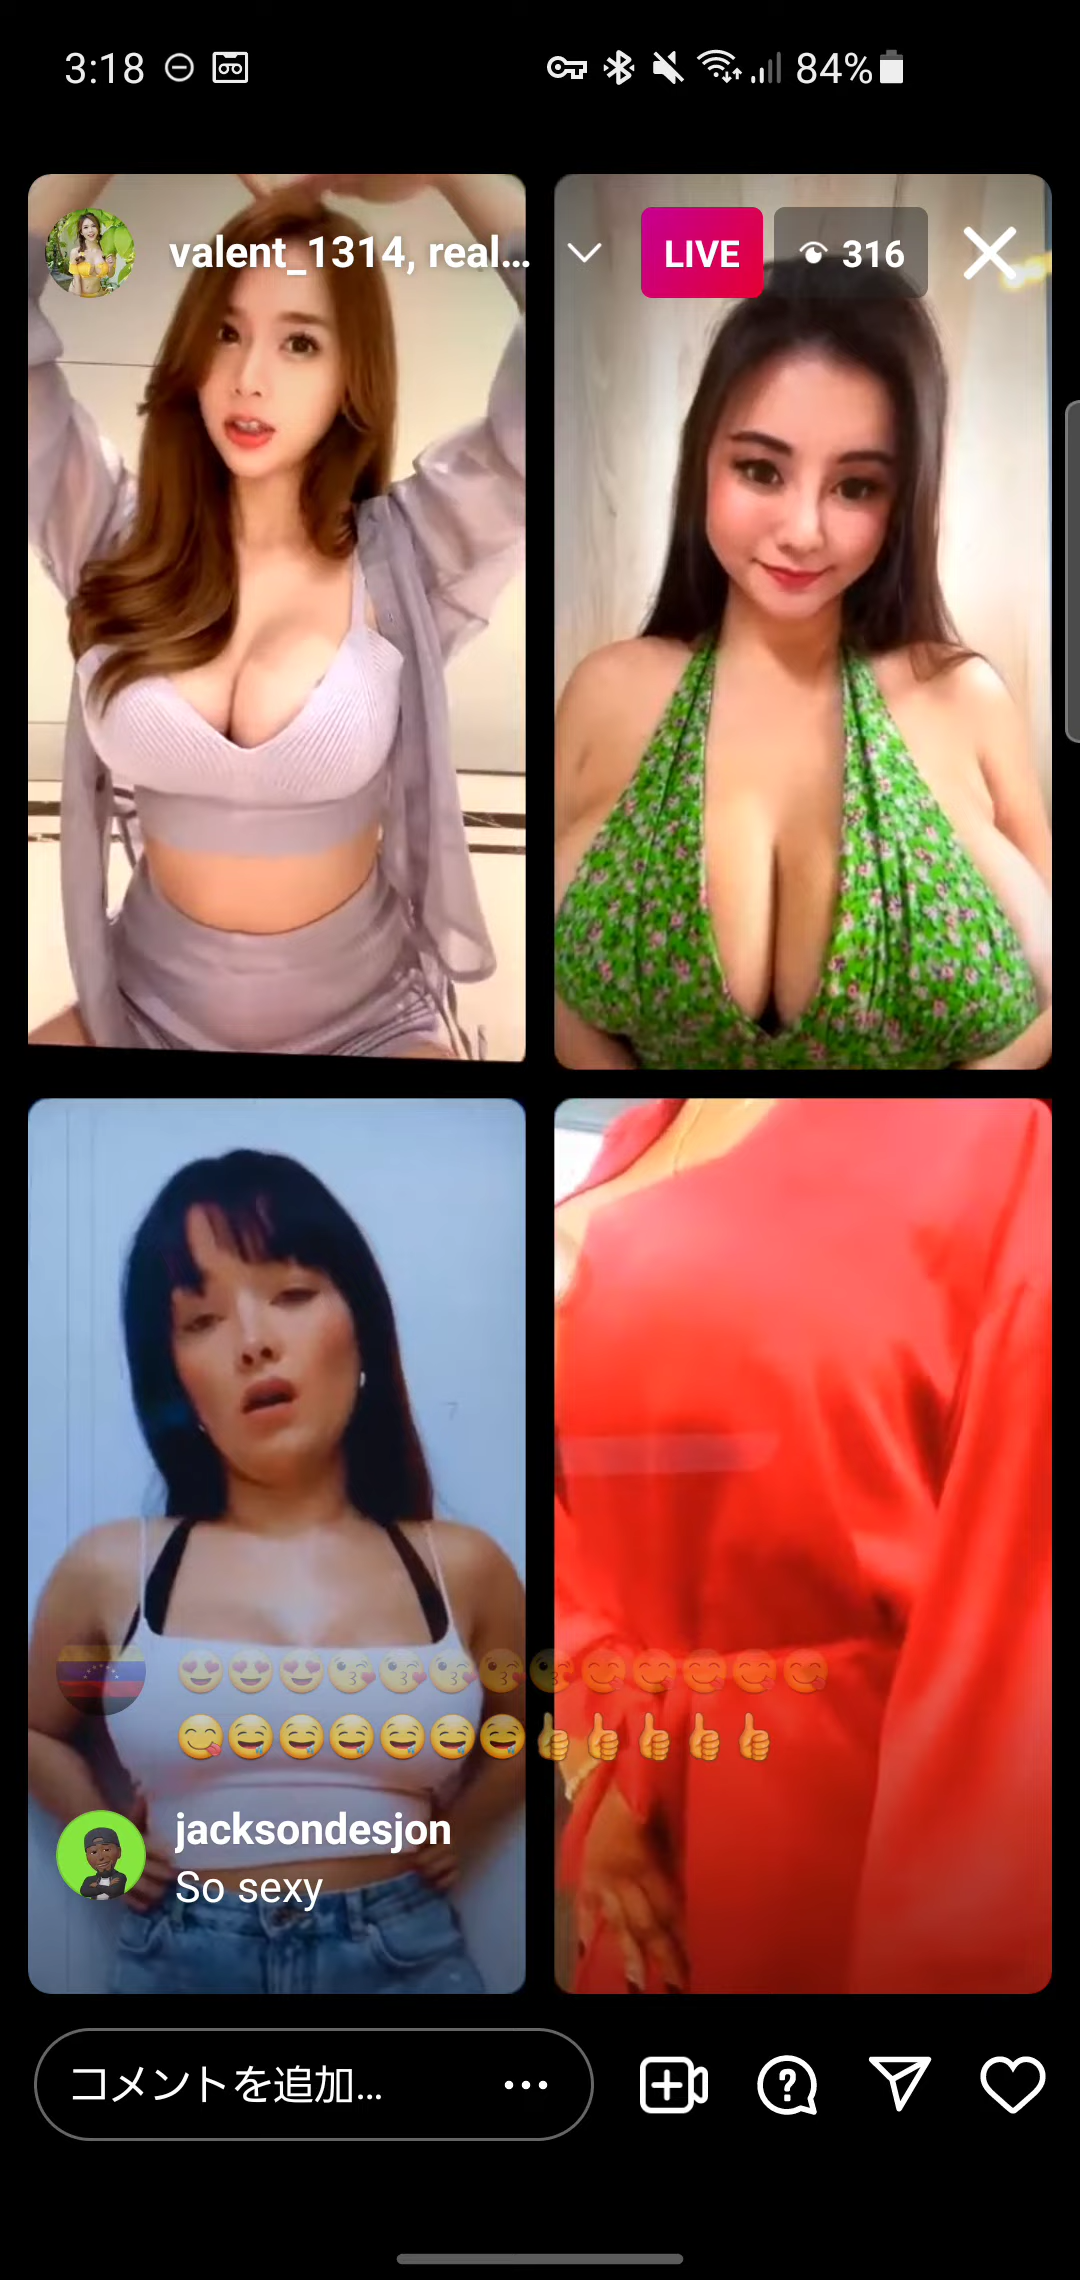 3:18
84%
valent_1314, real...
LIVE
316
jacksondesjon
So sexy
コメントを追加...